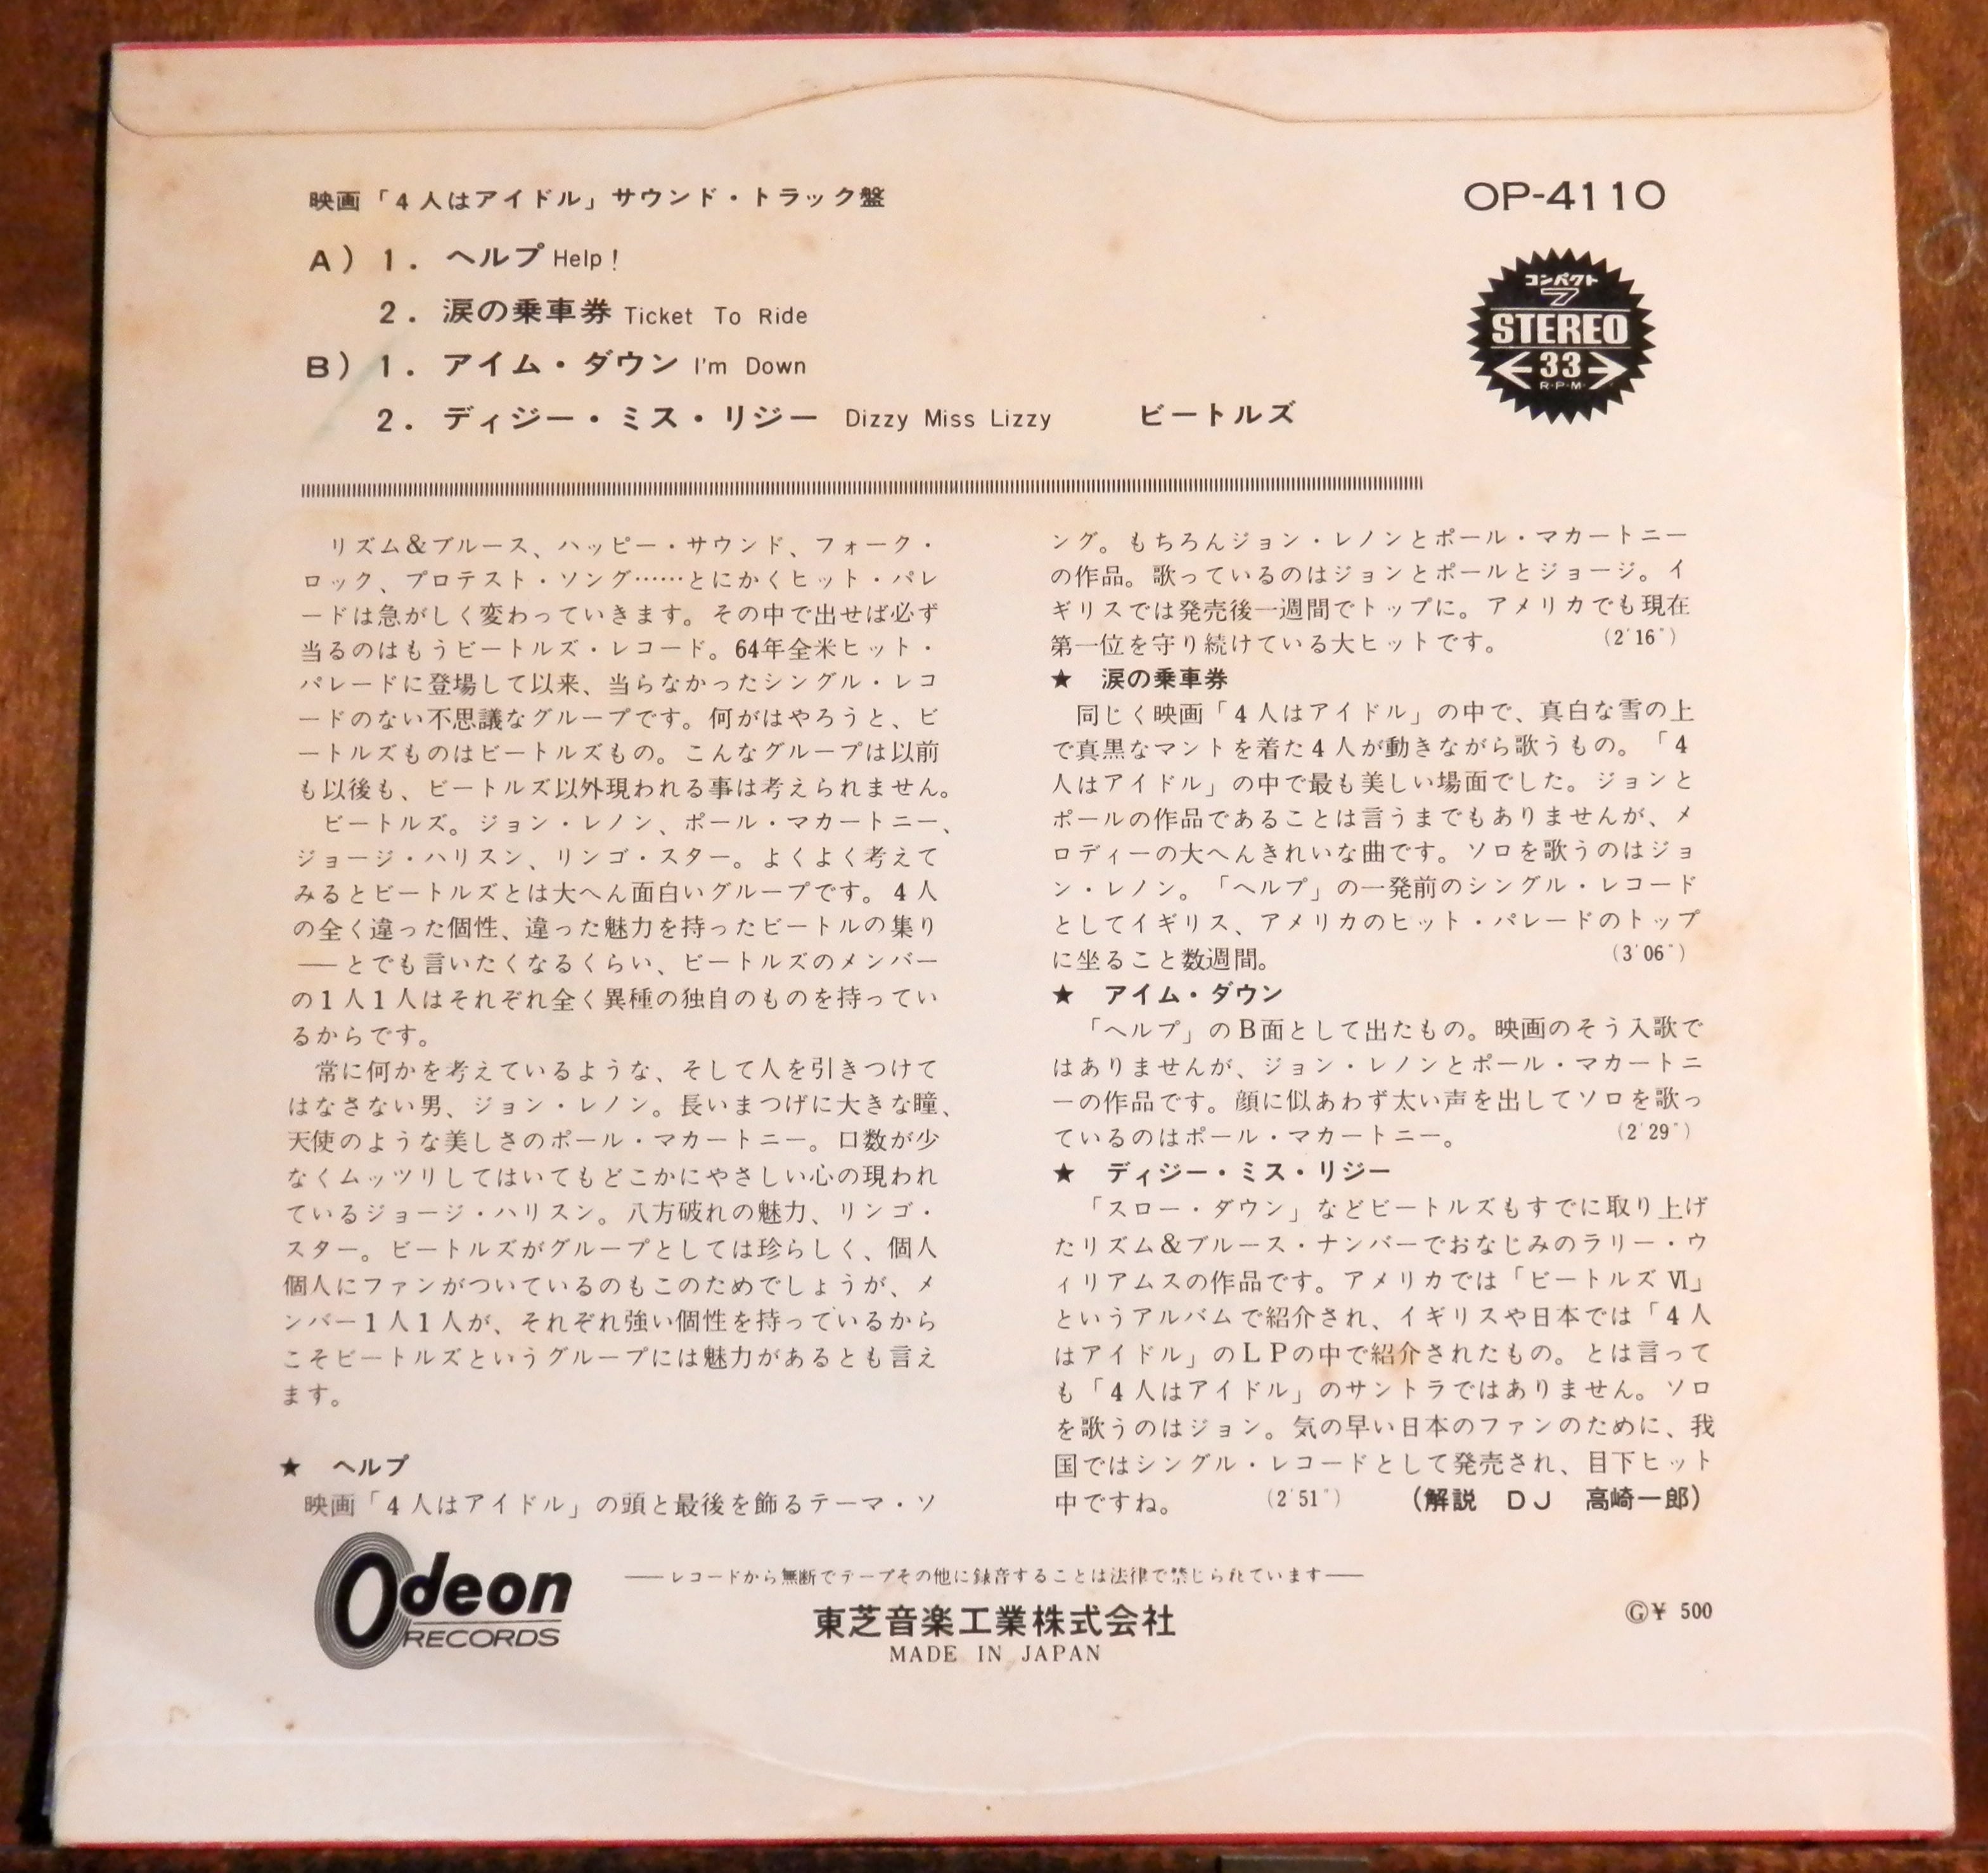 映画「4人はアイドル」サウンド・トラック盤
OP-4110
A) 1. ヘルプ Help!
2. 涙の乗車券 Ticket To Ride
B) 1. アイム・ダウン I'm Down
2. ディジー・ミス・リジー Dizzy Miss Lizzy ビートルズ
コンパクト
7
STEREO
33
R・P・M
リズム&ブルース、ハッピー・サウンド、フォーク・
ロック、プロテスト・ソング……とにかくヒット・パレ
ードは急がしく変わっていきます。その中で出せば必ず
当るのはもうビートルズ・レコード。64年全米ヒット・
パレードに登場して以来、当らなかったシングル・レコ
ードのない不思議なグループです。何がはやろうと、ビ
ートルズものはビートルズもの。こんなグループは以前
も以後も、ビートルズ以外現われる事は考えられません。
ビートルズ。ジョン・レノン、ポール・マカートニー、
ジョージ・ハリスン、リンゴ・スター。よくよく考えて
みるとビートルズとは大へん面白いグループです。4人
の全く違った個性、違った魅力を持ったビートルの集り
――とでも言いたくなるくらい、ビートルズのメンバー
の1人1人はそれぞれ全く異種の独自のものを持ってい
るからです。
常に何かを考えているような、そして人を引きつけて
はなさない男、ジョン・レノン。長いまつげに大きな瞳、
天使のような美しさのポール・マカートニー。口数が少
なくムッツリしてはいてもどこかにやさしい心の現われ
ているジョージ・ハリスン。八方破れの魅力、リンゴ・
スター。ビートルズがグループとしては珍らしく、個人
個人にファンがついているのもこのためでしょうが、メ
ンバー1人1人が、それぞれ強い個性を持っているから
こそビートルズというグループには魅力があるとも言え
ます。
★ ヘルプ
映画「4人はアイドル」の頭と最後を飾るテーマ・ソ
ング。もちろんジョン・レノンとポール・マカートニー
の作品。歌っているのはジョンとポールとジョージ。イ
ギリスでは発売後一週間でトップに。アメリカでも現在
第一位を守り続けている大ヒットです。 (2'16")
★ 涙の乗車券
同じく映画「4人はアイドル」の中で、真白な雪の上
で真黒なマントを着た4人が動きながら歌うもの。「4
人はアイドル」の中で最も美しい場面でした。ジョンと
ポールの作品であることは言うまでもありませんが、メ
ロディーの大へんきれいな曲です。ソロを歌うのはジョ
ン・レノン。「ヘルプ」の一発前のシングル・レコード
としてイギリス、アメリカのヒット・パレードのトップ
に坐ること数週間。 (3'06")
★ アイム・ダウン
「ヘルプ」のB面として出たもの。映画のそう入歌で
はありませんが、ジョン・レノンとポール・マカートニ
ーの作品です。顔に似あわず太い声を出してソロを歌っ
ているのはポール・マカートニー。 (2'29")
★ ディジー・ミス・リジー
「スロー・ダウン」などビートルズもすでに取り上げ
たリズム&ブルース・ナンバーでおなじみのラリー・ウ
ィリアムスの作品です。アメリカでは「ビートルズ Ⅵ」
というアルバムで紹介され、イギリスや日本では「4人
はアイドル」のLPの中で紹介されたもの。とは言って
も「4人はアイドル」のサントラではありません。ソロ
を歌うのはジョン。気の早い日本のファンのために、我
国ではシングル・レコードとして発売され、目下ヒット
中ですね。 (2'51") (解説 DJ 高崎一郎)
Odeon
RECORDS
――レコードから無断でテープその他に録音することは法律で禁じられています――
東芝音楽工業株式会社
MADE IN JAPAN
Ⓖ¥ 500